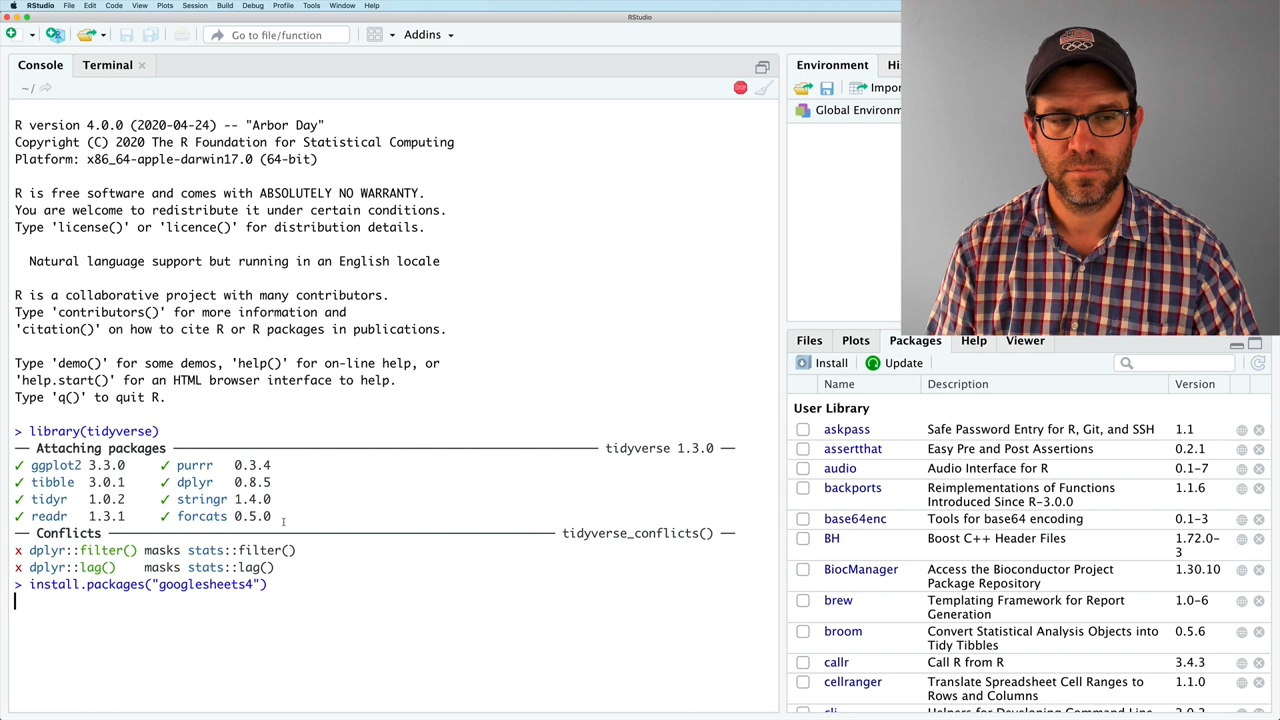 RStudio File Edit Code View Plots Session Build Debug Profile Tools Window Help
RStudio
Go to file/function Addins
Console Terminal
~/
R version 4.0.0 (2020-04-24) -- "Arbor Day"
Copyright (C) 2020 The R Foundation for Statistical Computing
Platform: x86_64-apple-darwin17.0 (64-bit)
R is free software and comes with ABSOLUTELY NO WARRANTY.
You are welcome to redistribute it under certain conditions.
Type 'license()' or 'licence()' for distribution details.
Natural language support but running in an English locale
R is a collaborative project with many contributors.
Type 'contributors()' for more information and
'citation()' on how to cite R or R packages in publications.
Type 'demo()' for some demos, 'help()' for on-line help, or
'help.start()' for an HTML browser interface to help.
Type 'q()' to quit R.
> library(tidyverse)
── Attaching packages ── tidyverse 1.3.0 ──
✓ ggplot2 3.3.0 ✓ purrr 0.3.4
✓ tibble 3.0.1 ✓ dplyr 0.8.5
✓ tidyr 1.0.2 ✓ stringr 1.4.0
✓ readr 1.3.1 ✓ forcats 0.5.0
── Conflicts ── tidyverse_conflicts() ──
x dplyr::filter() masks stats::filter()
x dplyr::lag() masks stats::lag()
> install.packages("googlesheets4")
Environment Hi
Impor
Global Environm
Files Plots Packages Help Viewer
Install Update
Name Description Version
User Library
askpass Safe Password Entry for R, Git, and SSH 1.1
assertthat Easy Pre and Post Assertions 0.2.1
audio Audio Interface for R 0.1-7
backports Reimplementations of Functions 1.1.6
Introduced Since R-3.0.0
base64enc Tools for base64 encoding 0.1-3
BH Boost C++ Header Files 1.72.0-
3
BiocManager Access the Bioconductor Project 1.30.10
Package Repository
brew Templating Framework for Report 1.0-6
Generation
broom Convert Statistical Analysis Objects into 0.5.6
Tidy Tibbles
callr Call R from R 3.4.3
cellranger Translate Spreadsheet Cell Ranges to 1.1.0
Rows and Columns
cli Helpers for Developing Command Line 2.0.2